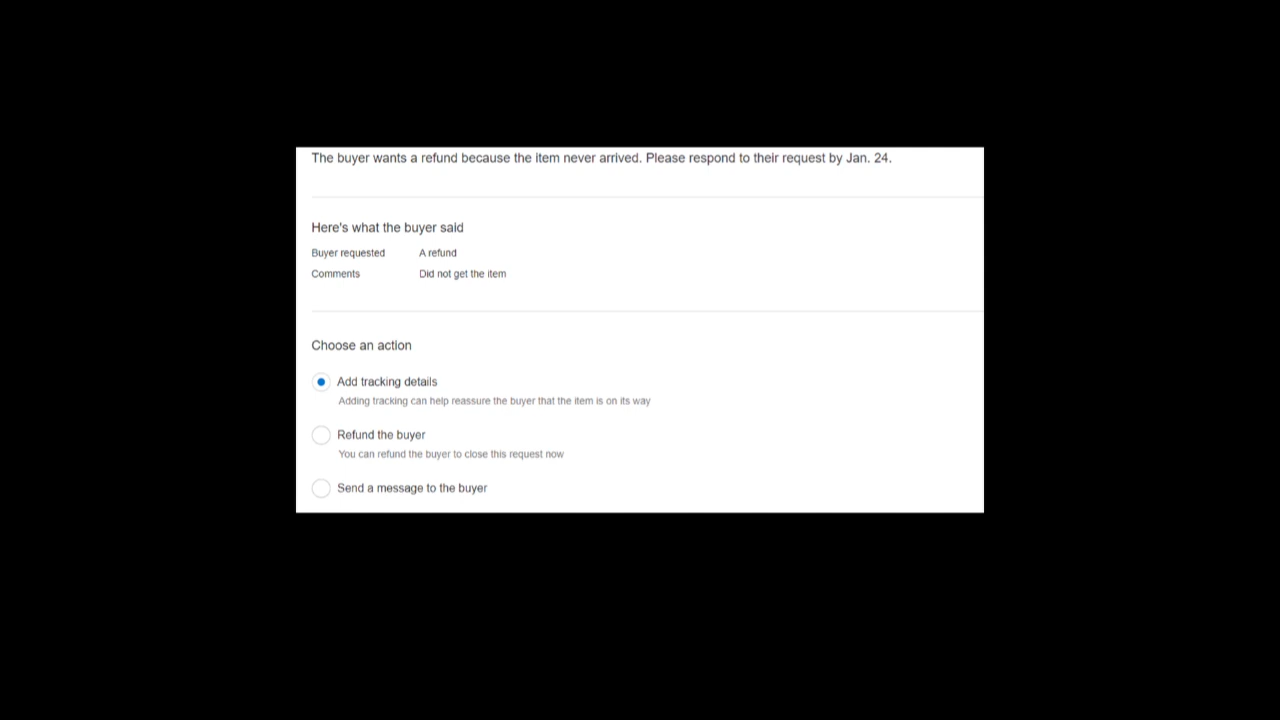 The buyer wants a refund because the item never arrived. Please respond to their request by Jan. 24.
Here's what the buyer said
Buyer requested A refund
Comments Did not get the item
Choose an action
Add tracking details
Adding tracking can help reassure the buyer that the item is on its way
Refund the buyer
You can refund the buyer to close this request now
Send a message to the buyer